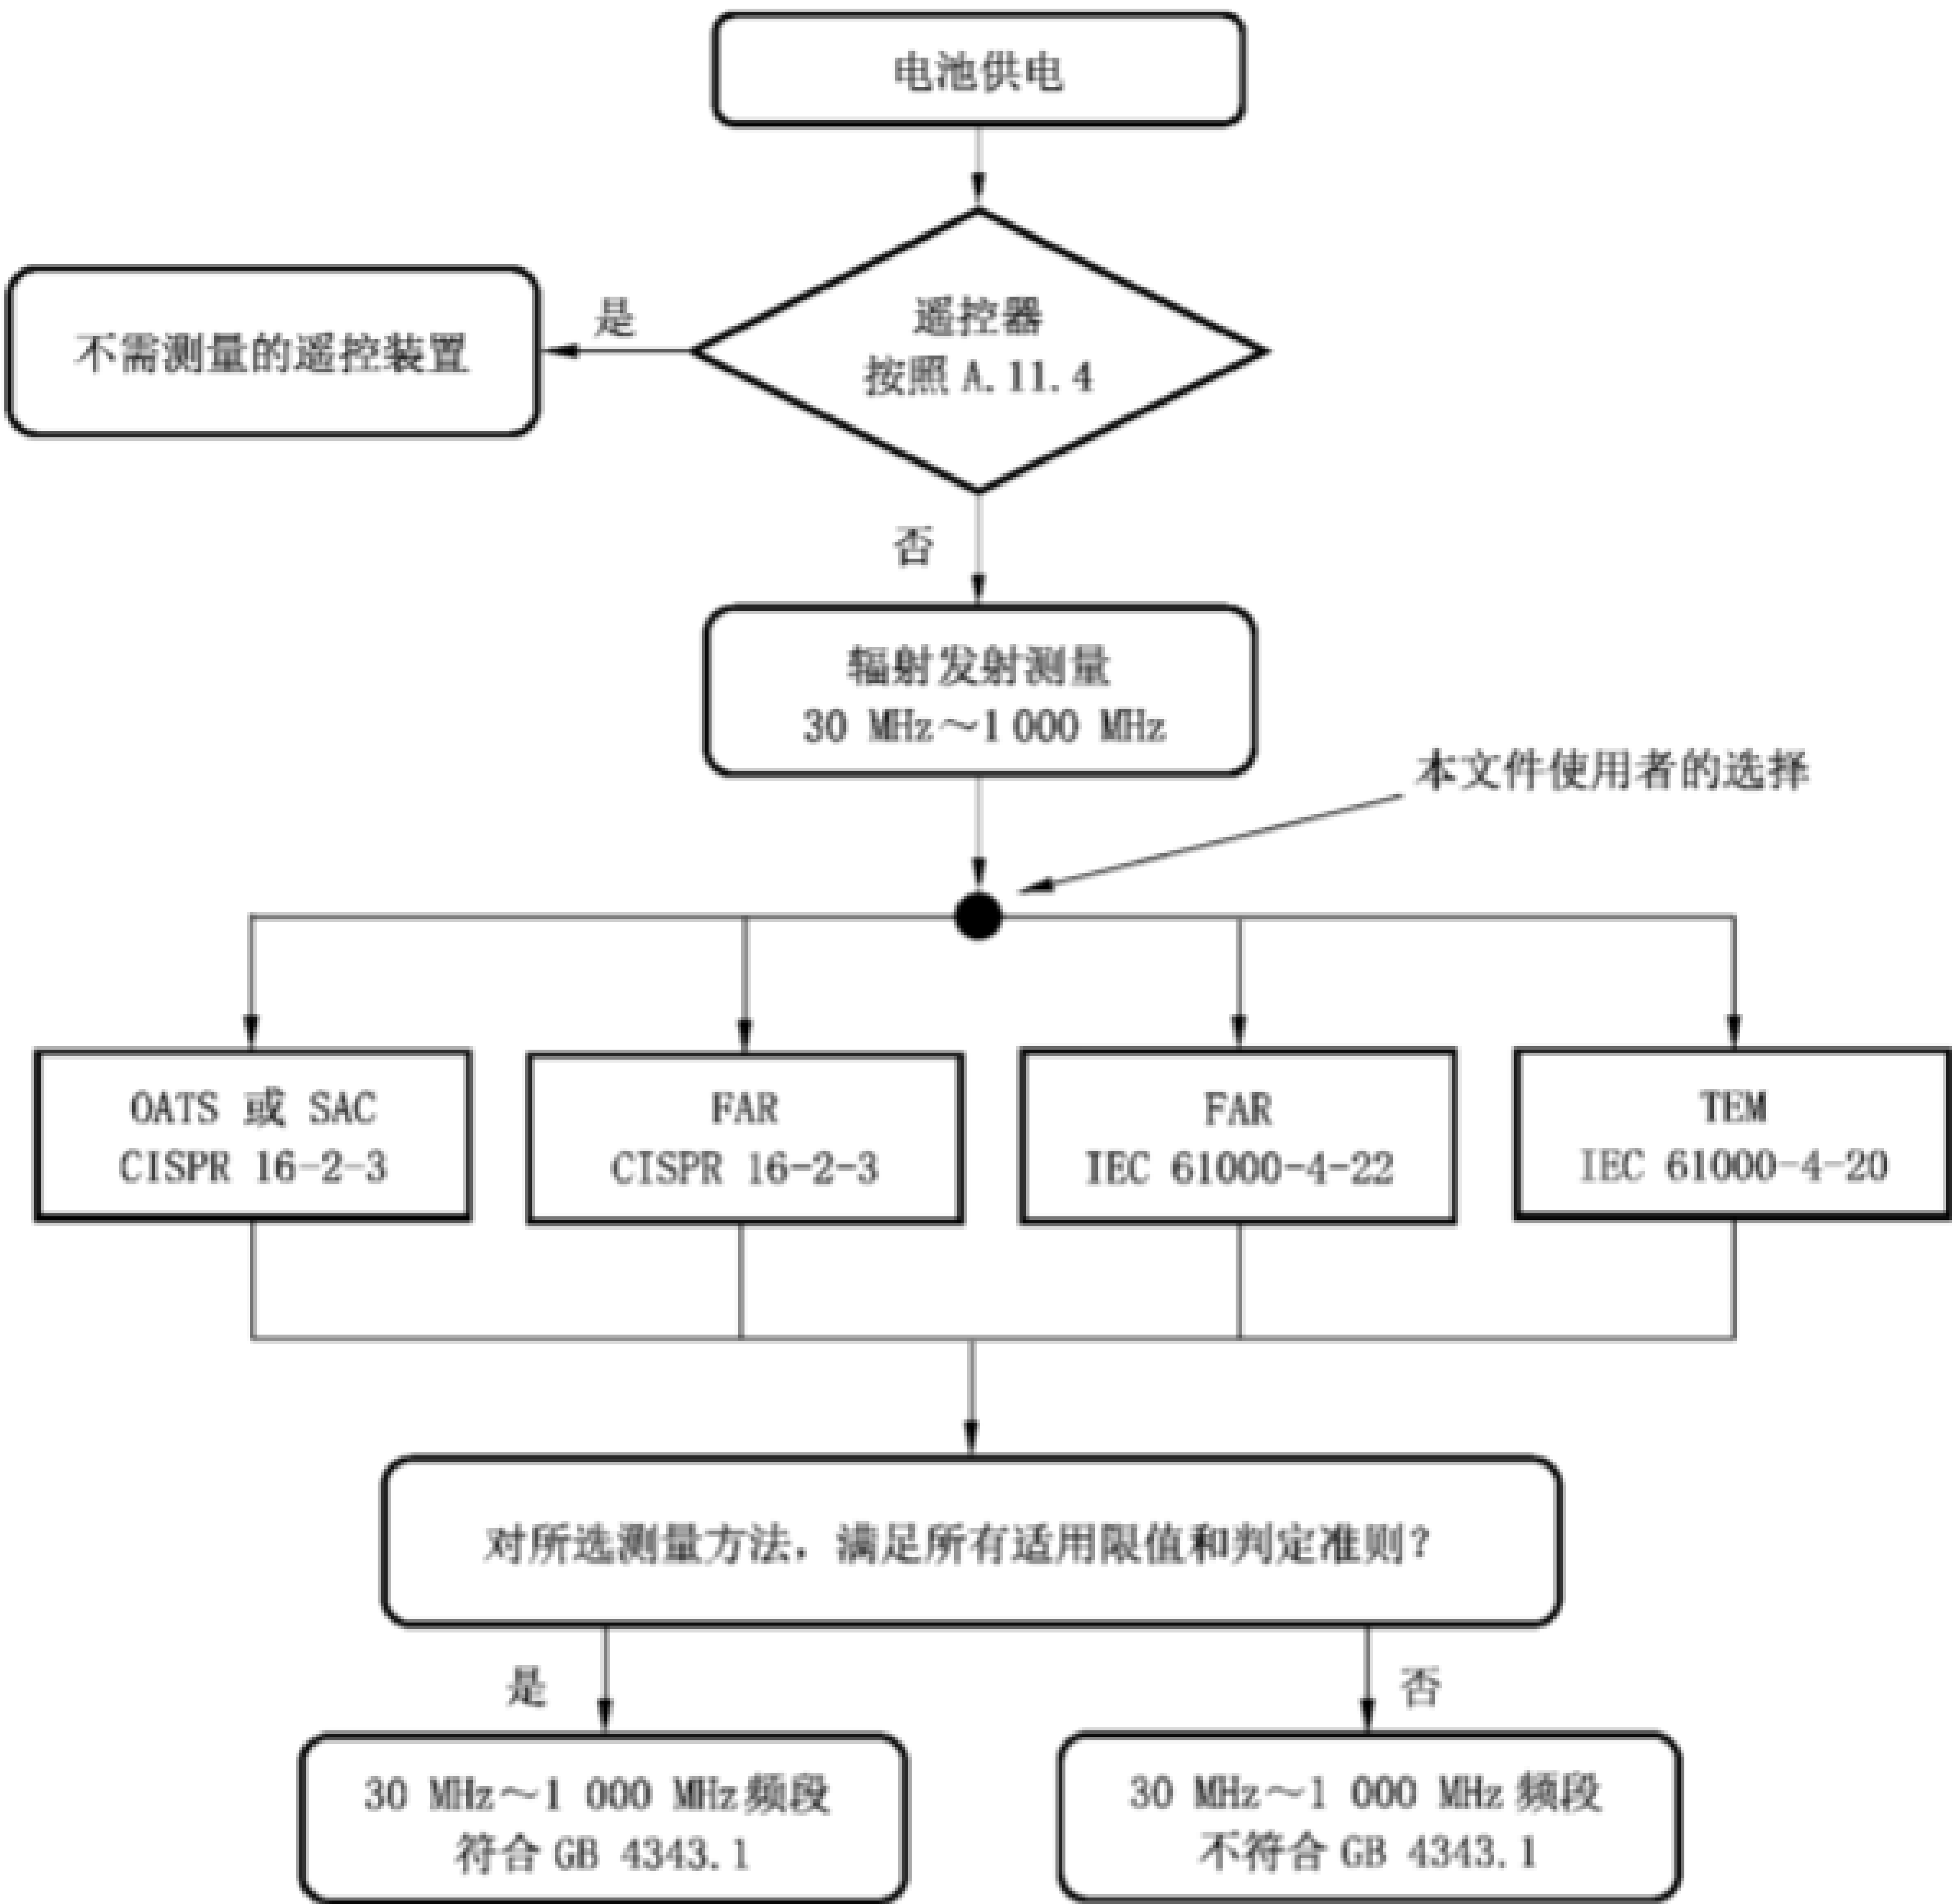 电池供电
遥控器
按照 A.11.4
是
不需测量的遥控装置
否
辐射发射测量
30 MHz～1 000 MHz
本文件使用者的选择
OATS 或 SAC
CISPR 16-2-3
FAR
CISPR 16-2-3
FAR
IEC 61000-4-22
TEM
IEC 61000-4-20
对所选测量方法，满足所有适用限值和判定准则？
是
否
30 MHz～1 000 MHz 频段
符合 GB 4343.1
30 MHz～1 000 MHz 频段
不符合 GB 4343.1